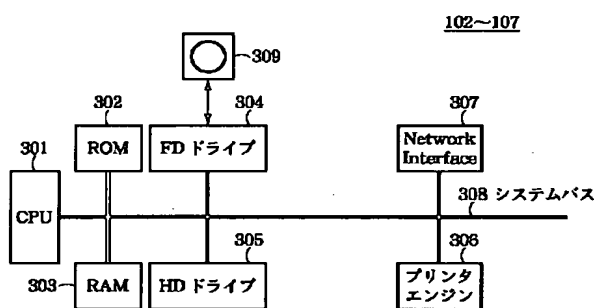 102〜107
309
302
304
307
301
ROM
FD ドライブ
Network
Interface
CPU
308 システムバス
305
306
303
RAM
HD ドライブ
プリンタ
エンジン